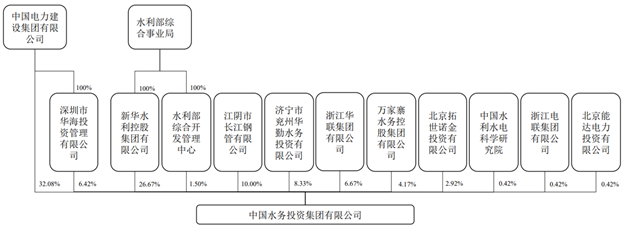 中国电力建
设集团有限
公司
水利部综
合事业局
100%
100%
100%
深圳市
华海投
资管理
有限公
司
新华水
利控股
集团有
限公司
水利部
综合开
发管理
中心
江阴市
长江钢
管有限
公司
济宁市
兖州华
勤水务
投资有
限公司
浙江华
联集团
有限公
司
万家寨
水务控
股集团
有限公
司
北京拓
世诺金
投资有
限公司
中国水
利水电
科学研
究院
浙江电
联集团
有限公
司
北京能
达电力
投资有
限公司
32.08%
6.42%
26.67%
1.50%
10.00%
8.33%
6.67%
4.17%
2.92%
0.42%
0.42%
0.42%
中国水务投资集团有限公司